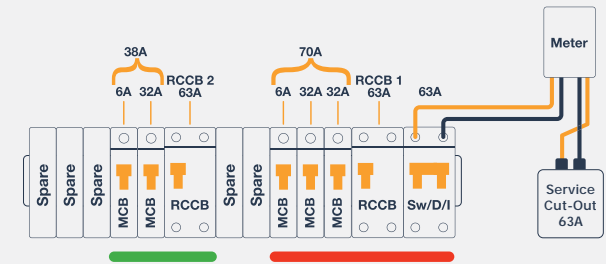 Meter
38A
70A
RCCB 2
RCCB 1
6A 32A 63A
6A 32A 32A 63A
63A
Spare
Spare
Spare
MCB
MCB
RCCB
Spare
Spare
MCB
MCB
MCB
RCCB
Sw/D/I
Service
Cut-Out
63A